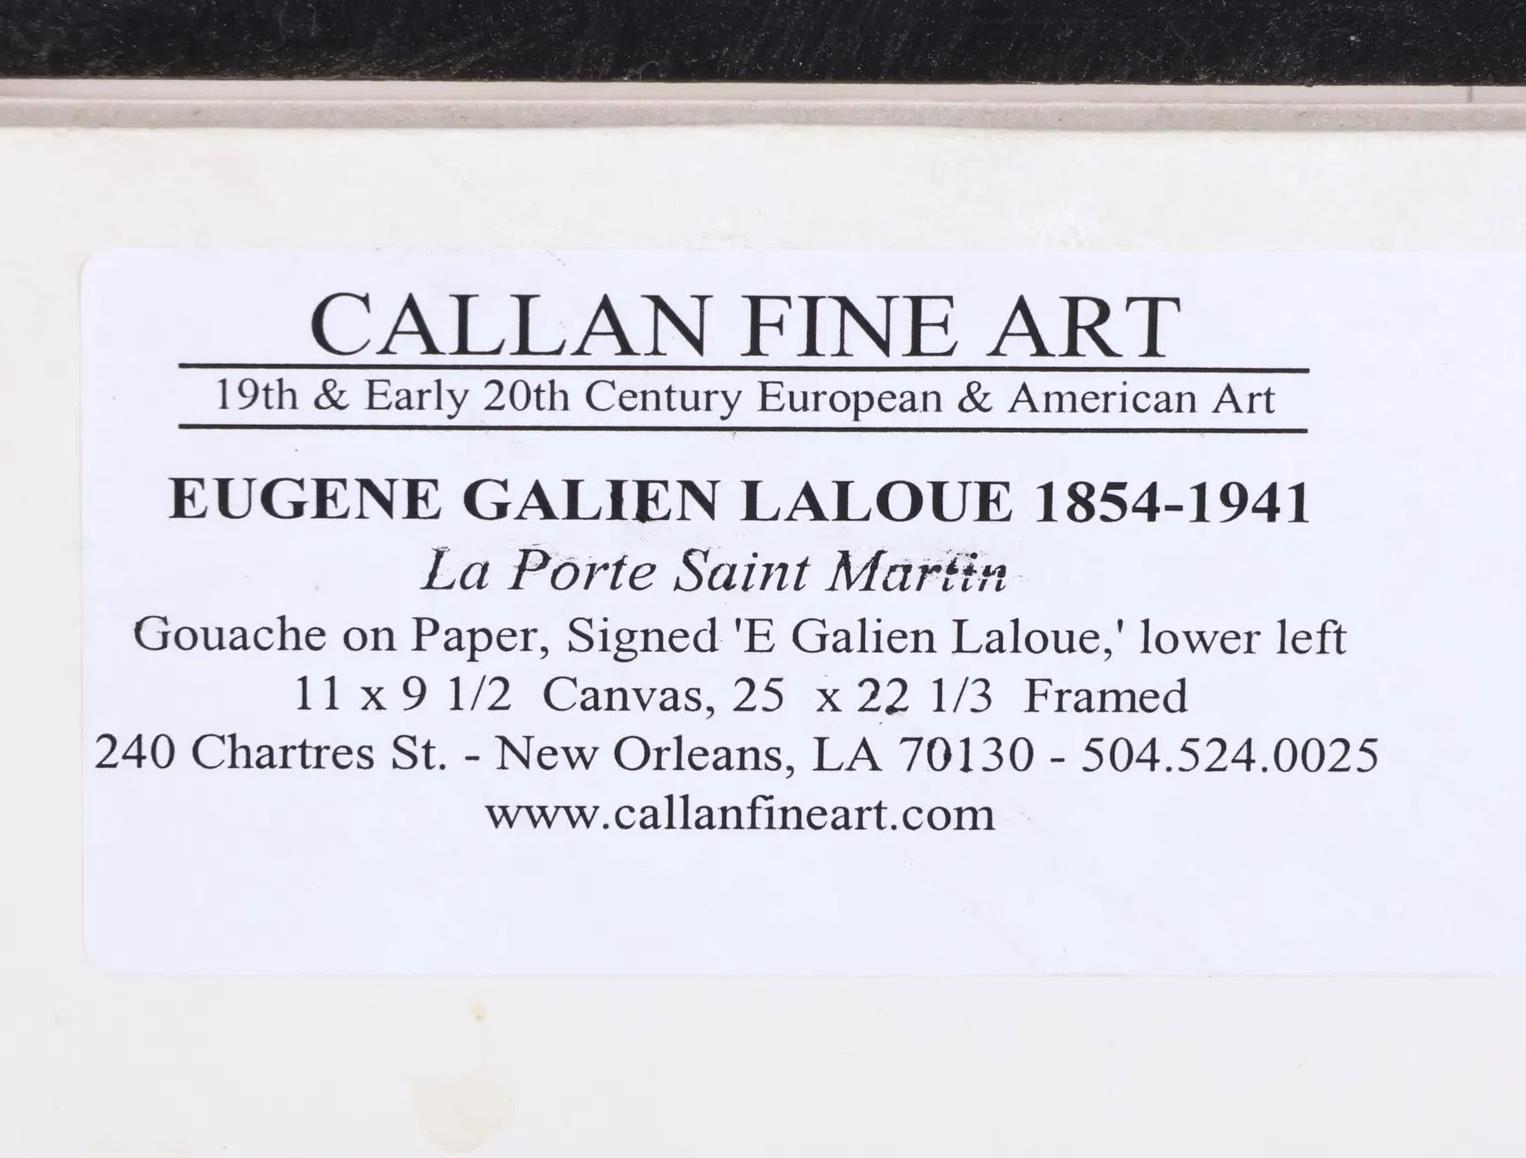 CALLAN FINE ART
19th & Early 20th Century European & American Art
EUGENE GALIEN LALOUE 1854-1941
La Porte Saint Martin
Gouache on Paper, Signed 'E Galien Laloue,' lower left
11 x 9 1/2 Canvas, 25 x 22 1/3 Framed
240 Chartres St. - New Orleans, LA 70130 - 504.524.0025
www.callanfineart.com